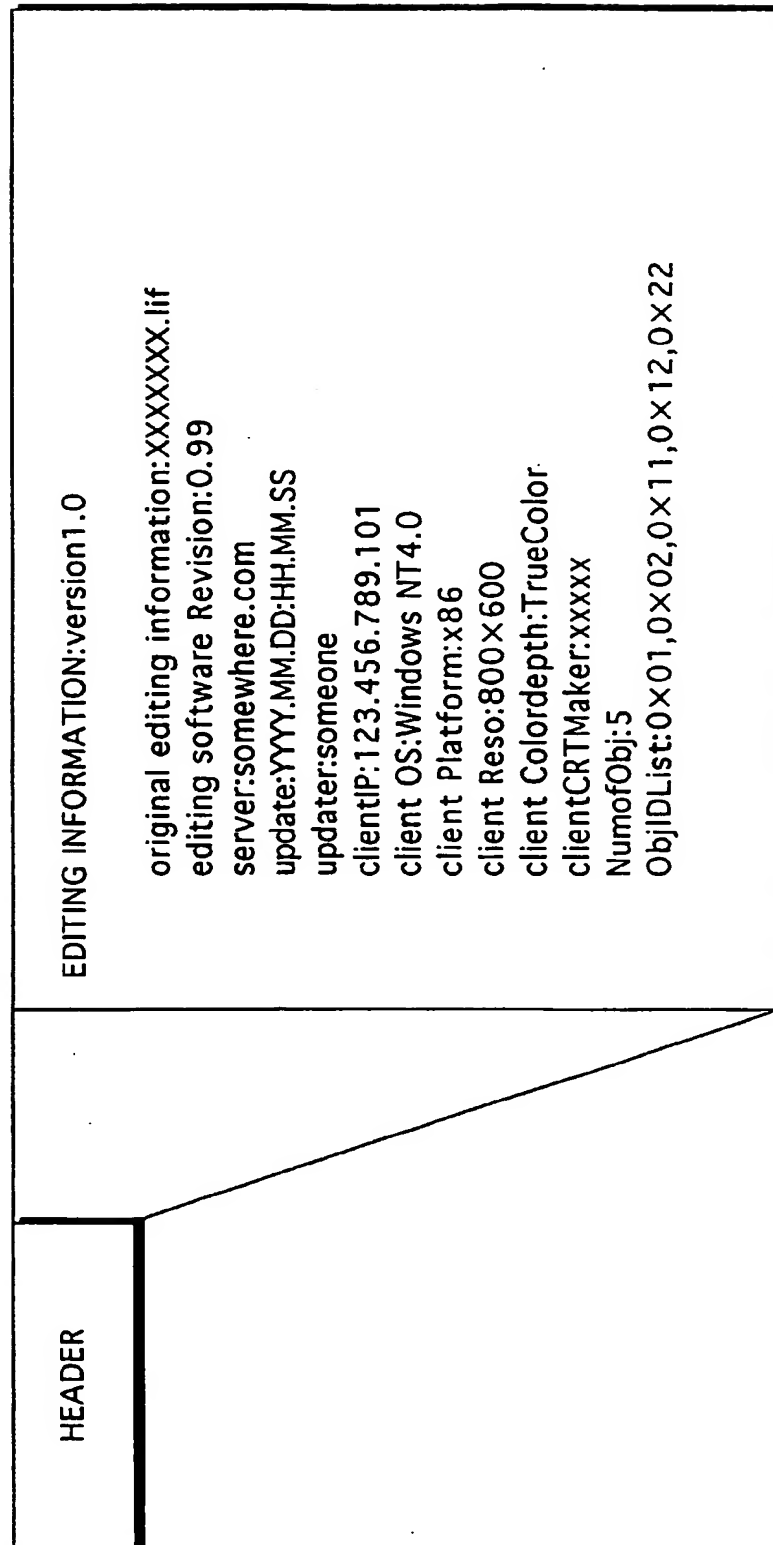 HEADER
EDITING INFORMATION:version1.0
original editing information:XXXXXXX.lif
editing software Revision:0.99
server:somewhere.com
update:YYYY.MM.DD:HH.MM.SS
updater:someone
clientIP:123.456.789.101
client OS:Windows NT4.0
client Platform:x86
client Reso:800×600
client Colordepth:TrueColor
clientCRTMaker:xxxxx
NumofObj:5
ObjIDList:0×01,0×02,0×11,0×12,0×22